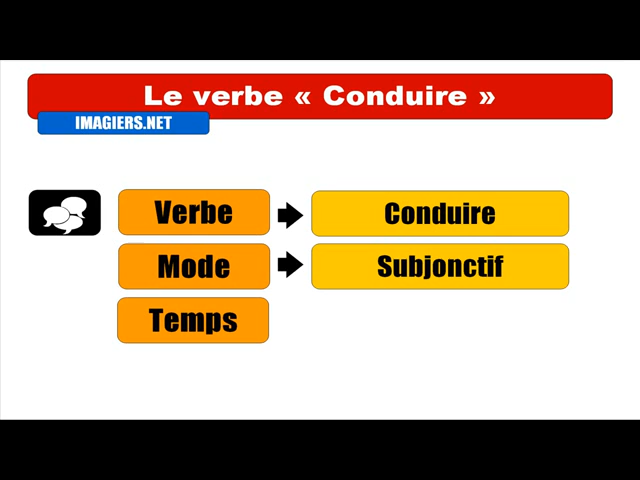 Le verbe « Conduire »
IMAGIERS.NET
Verbe Conduire
Mode Subjonctif
Temps